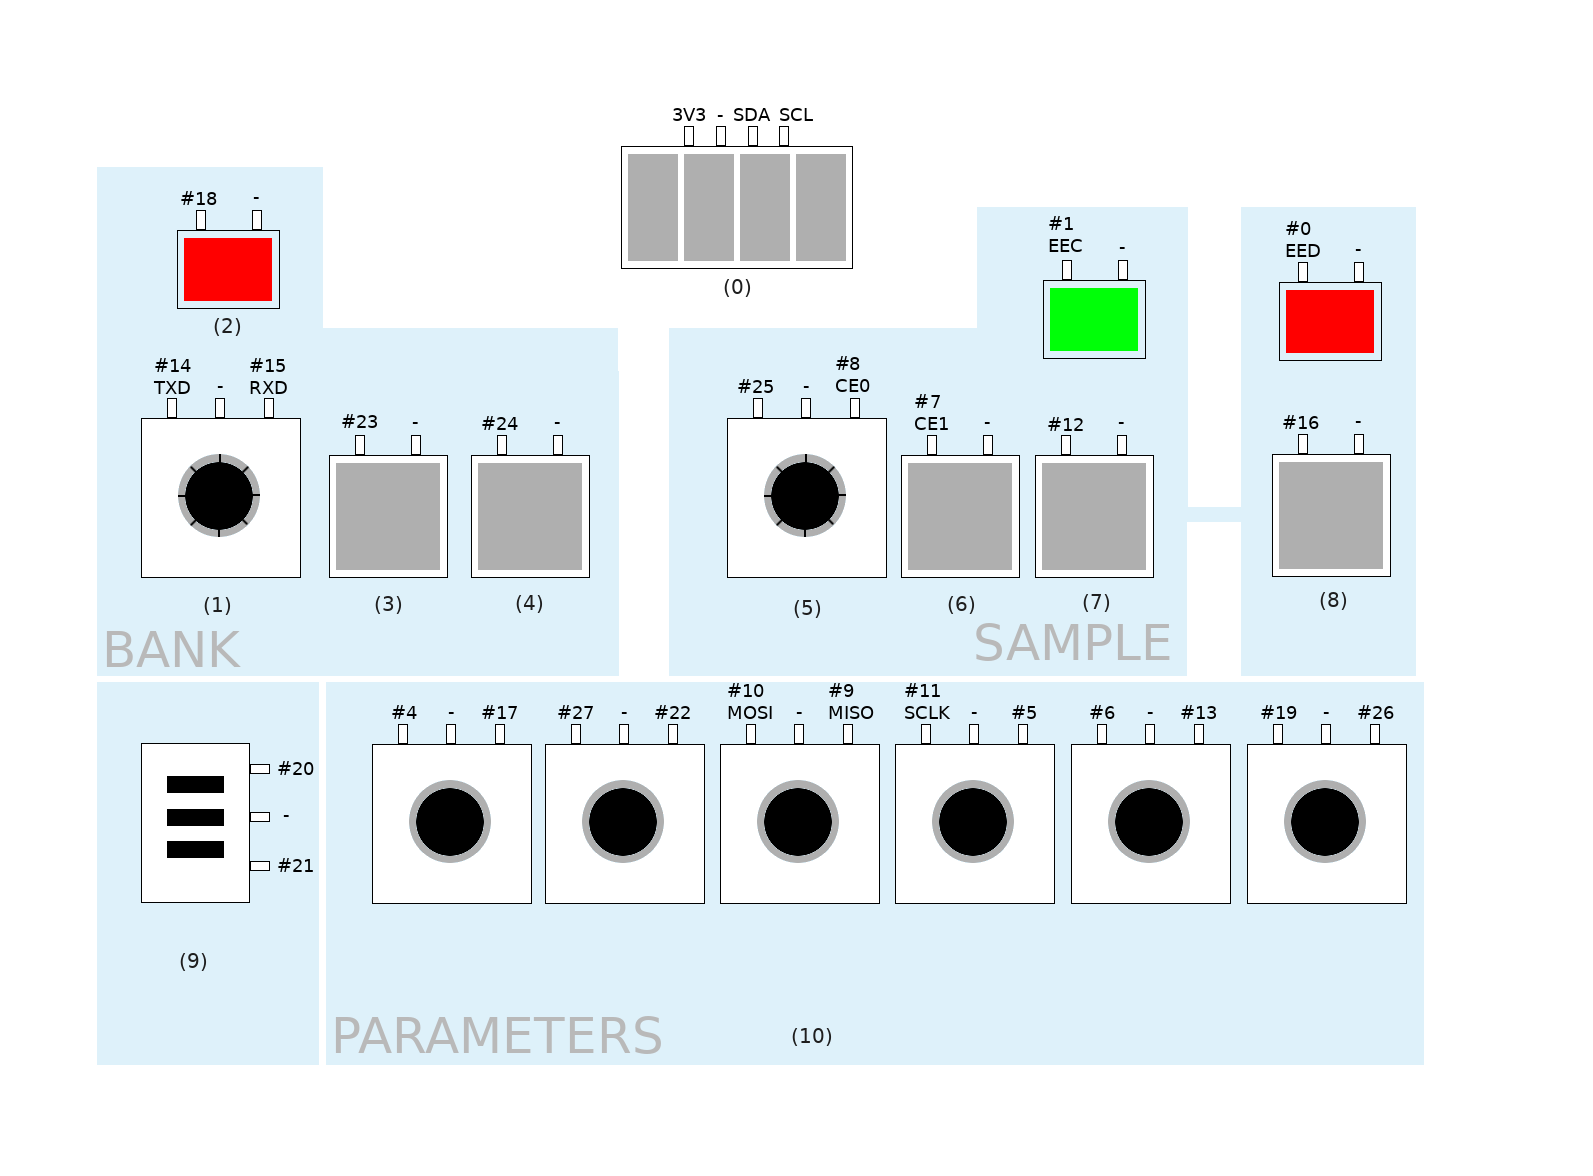 3V3 - SDA SCL
(0)
#18 -
(2)
#14
TXD - #15
RXD
(1)
#23 -
(3)
#24 -
(4)
BANK
#25 - #8
CE0
(5)
#7
CE1 -
(6)
#1
EEC -
#12 -
(7)
SAMPLE
#0
EED -
#16 -
(8)
#20
-
#21
(9)
#4 - #17
#27 - #22
#10
MOSI - #9
MISO
#11
SCLK - #5
#6 - #13
#19 - #26
PARAMETERS
(10)